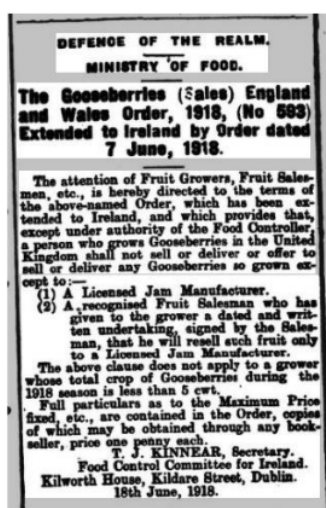 DEFENCE OF THE REALM.
MINISTRY OF FOOD.
The Gooseberries (Sales) England
and Wales Order, 1918, (No 593)
Extended to Ireland by Order dated
7 June, 1918.
The attention of Fruit Growers, Fruit Sales-
men, etc., is hereby directed to the terms of
the above-named Order, which has been ex-
tended to Ireland, and which provides that,
except under authority of the Food Controller,
a person who grows Gooseberries in the United
Kingdom shall not sell or deliver or offer to
sell or deliver any Gooseberries so grown ex-
cept to:—
(1) A Licensed Jam Manufacturer.
(2) A recognised Fruit Salesman who has
given to the grower a dated and writ-
ten undertaking, signed by the Sales-
man, that he will resell such fruit only
to a Licensed Jam Manufacturer.
The above clause does not apply to a grower
whose total crop of Gooseberries during the
1918 season is less than 5 cwt.
Full particulars as to the Maximum Price
fixed, etc., are contained in the Order, copies
of which may be obtained through any book-
seller, price one penny each.
T. J. KINNEAR, Secretary.
Food Control Committee for Ireland.
Kilworth House, Kildare Street, Dublin.
18th June, 1918.